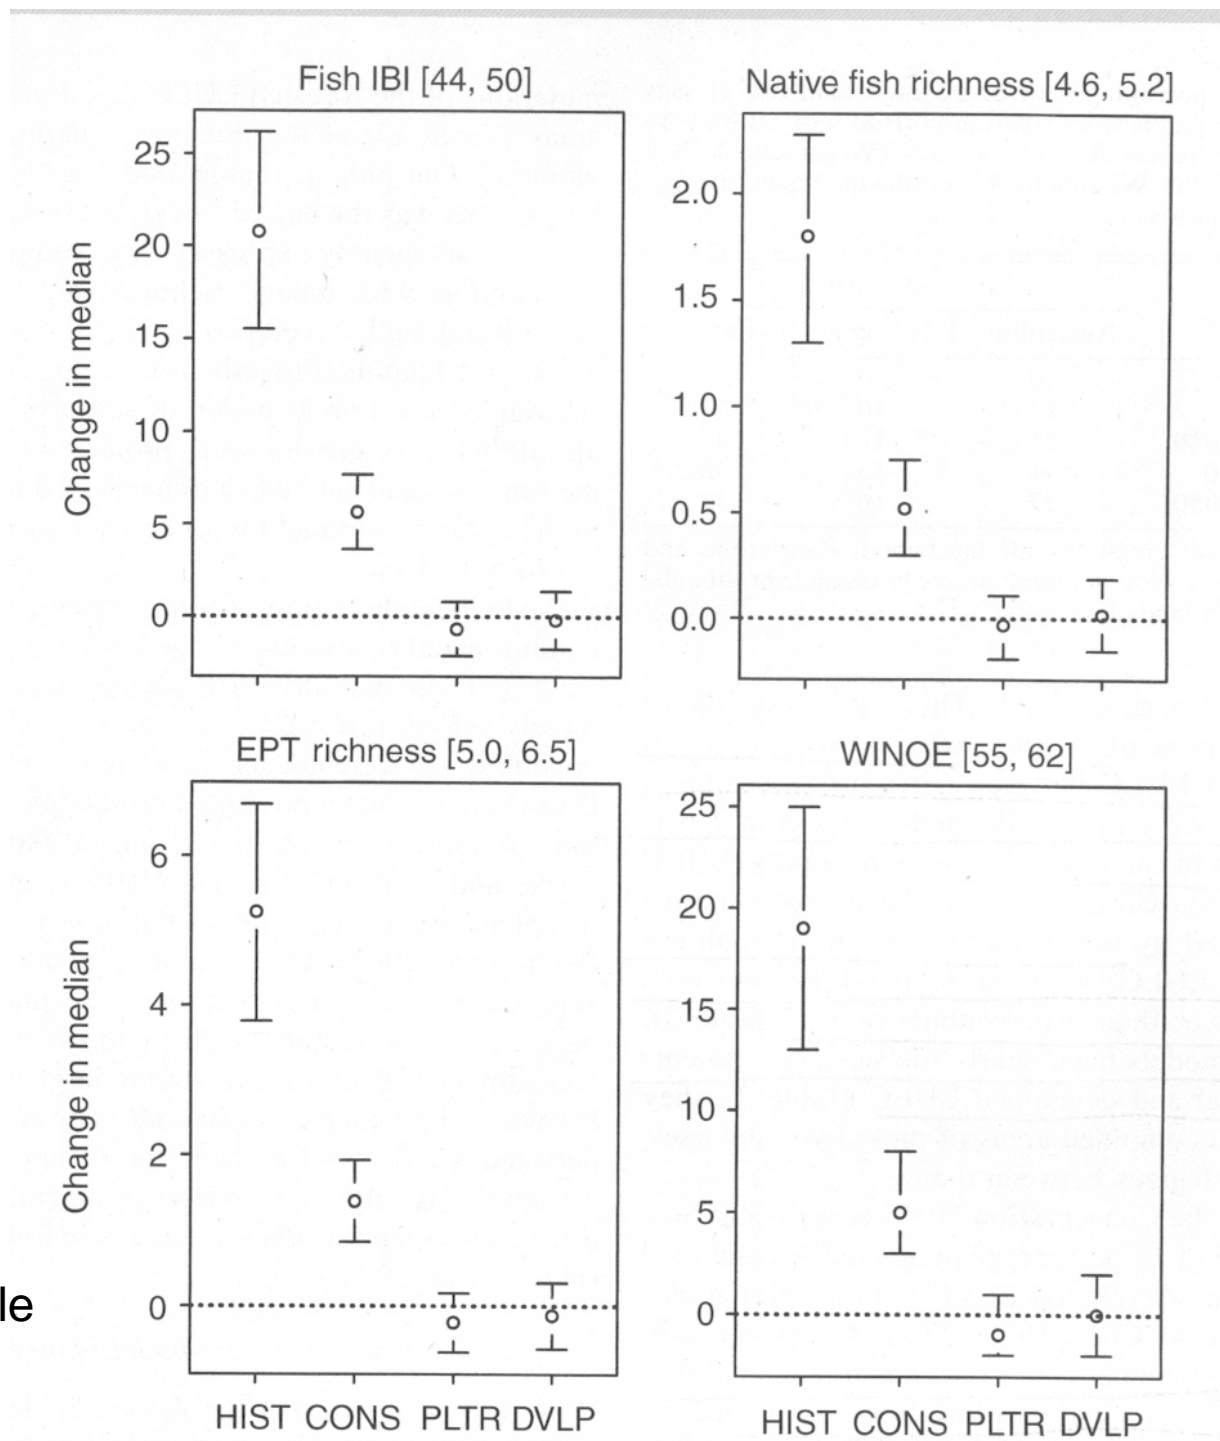 Fish IBI [44, 50]
25
20
15
10
5
0
Change in median
Native fish richness [4.6, 5.2]
2.0
1.5
1.0
0.5
0.0
EPT richness [5.0, 6.5]
6
4
2
0
Change in median
HIST CONS PLTR DVLP
WINOE [55, 62]
25
20
15
10
5
0
HIST CONS PLTR DVLP
le